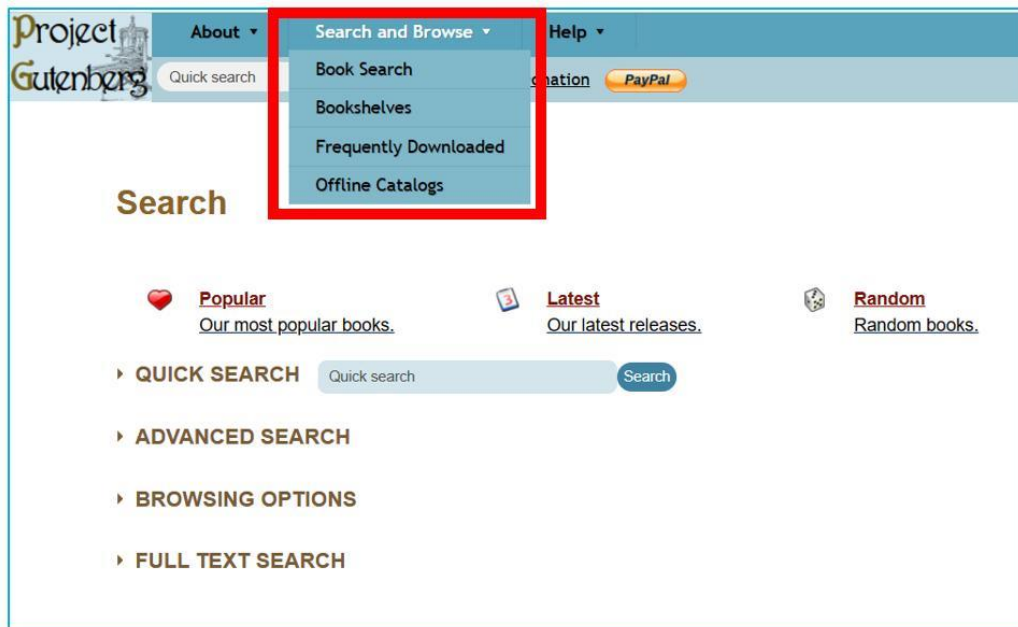 Project Gutenberg
About ▾ Search and Browse ▾ Help ▾
Quick search PayPal
Book Search
Bookshelves
Frequently Downloaded
Offline Catalogs
Search
Popular
Our most popular books.
3
Latest
Our latest releases.
Random
Random books.
QUICK SEARCH Quick search Search
ADVANCED SEARCH
BROWSING OPTIONS
FULL TEXT SEARCH